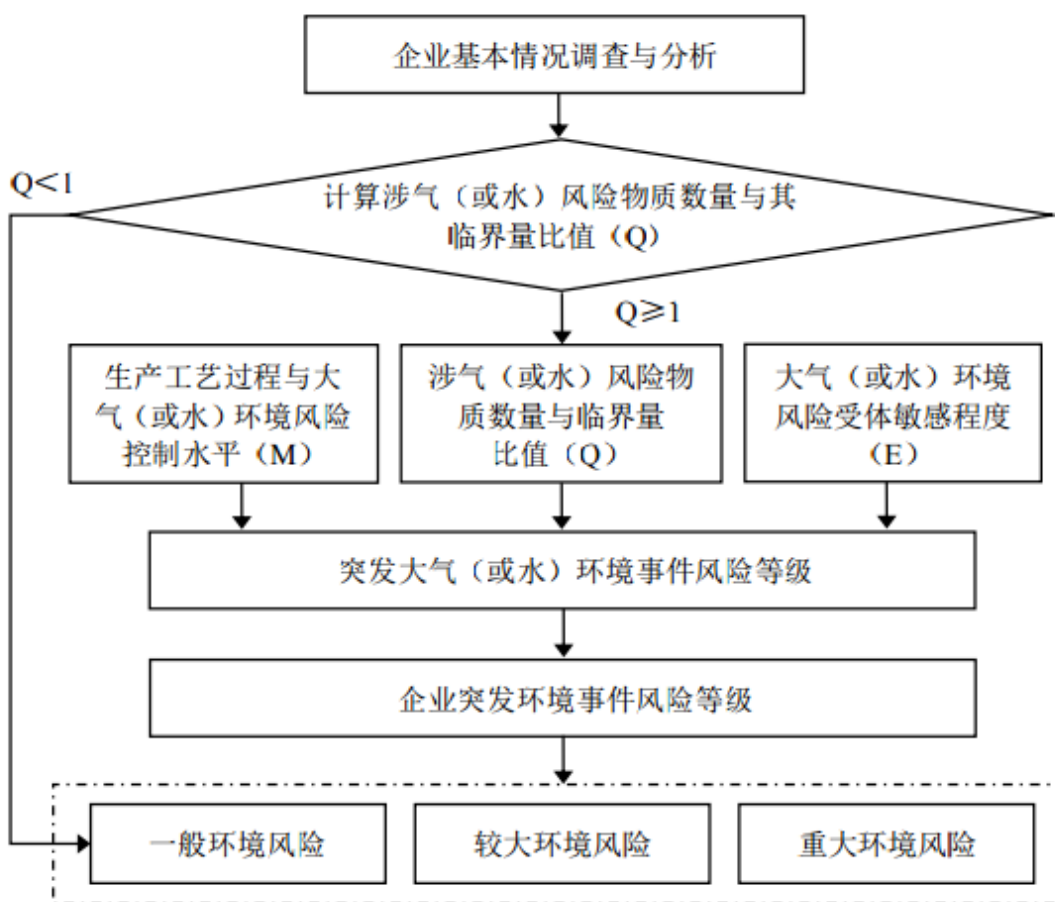 企业基本情况调查与分析
Q<1
计算涉气（或水）风险物质数量与其
临界量比值（Q）
Q≥1
生产工艺过程与大
气（或水）环境风险
控制水平（M）
涉气（或水）风险物
质数量与临界量
比值（Q）
大气（或水）环境
风险受体敏感程度
（E）
突发大气（或水）环境事件风险等级
企业突发环境事件风险等级
一般环境风险
较大环境风险
重大环境风险